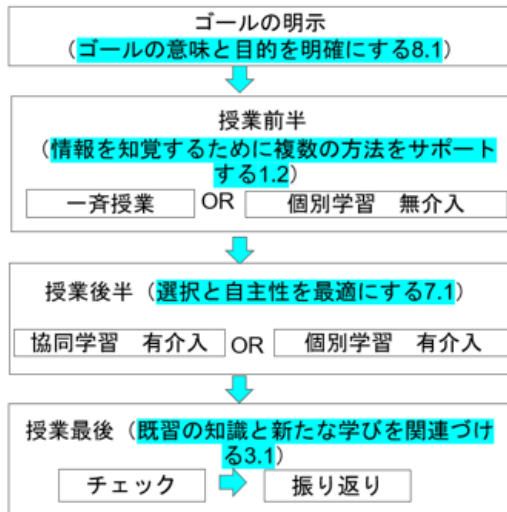 ゴールの明示
（ゴールの意味と目的を明確にする8.1）
授業前半
（情報を知覚するために複数の方法をサポート
する1.2）
一斉授業 OR 個別学習　無介入
授業後半（選択と自主性を最適にする7.1）
協同学習　有介入 OR 個別学習　有介入
授業最後（既習の知識と新たな学びを関連づけ
る3.1）
チェック 振り返り